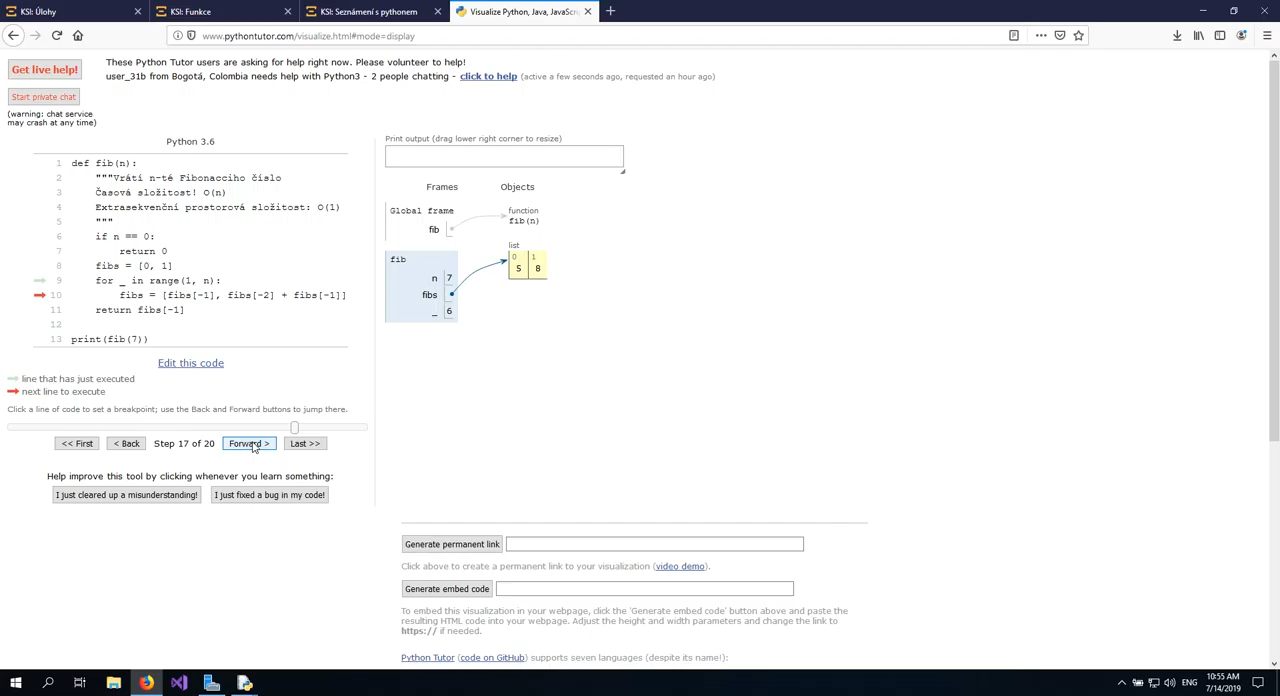 KSI: Úlohy
KSI: Funkce
KSI: Seznámení s pythonem
Visualize Python, Java, JavaScri
www.pythontutor.com/visualize.html#mode=display
Get live help!
These Python Tutor users are asking for help right now. Please volunteer to help!
user_31b from Bogotá, Colombia needs help with Python3 - 2 people chatting - click to help (active a few seconds ago, requested an hour ago)
Start private chat
(warning: chat service
may crash at any time)
Python 3.6
1 def fib(n):
2 """Vrátí n-té Fibonacciho číslo
3 Časová složitost! O(n)
4 Extrasekvenční prostorová složitost: O(1)
5 """
6 if n == 0:
7 return 0
8 fibs = [0, 1]
9 for _ in range(1, n):
10 fibs = [fibs[-1], fibs[-2] + fibs[-1]]
11 return fibs[-1]
12
13 print(fib(7))
Edit this code
line that has just executed
next line to execute
Click a line of code to set a breakpoint; use the Back and Forward buttons to jump there.
<< First
< Back
Step 17 of 20
Forward >
Last >>
Help improve this tool by clicking whenever you learn something:
I just cleared up a misunderstanding!
I just fixed a bug in my code!
Print output (drag lower right corner to resize)
Frames
Objects
Global frame
fib
function
fib(n)
list
0 1
5 8
fib
n 7
fibs
_ 6
Generate permanent link
Click above to create a permanent link to your visualization (video demo).
Generate embed code
To embed this visualization in your webpage, click the 'Generate embed code' button above and paste the
resulting HTML code into your webpage. Adjust the height and width parameters and change the link to
https:// if needed.
Python Tutor (code on GitHub) supports seven languages (despite its name!):
ENG
10:55 AM
7/14/2019